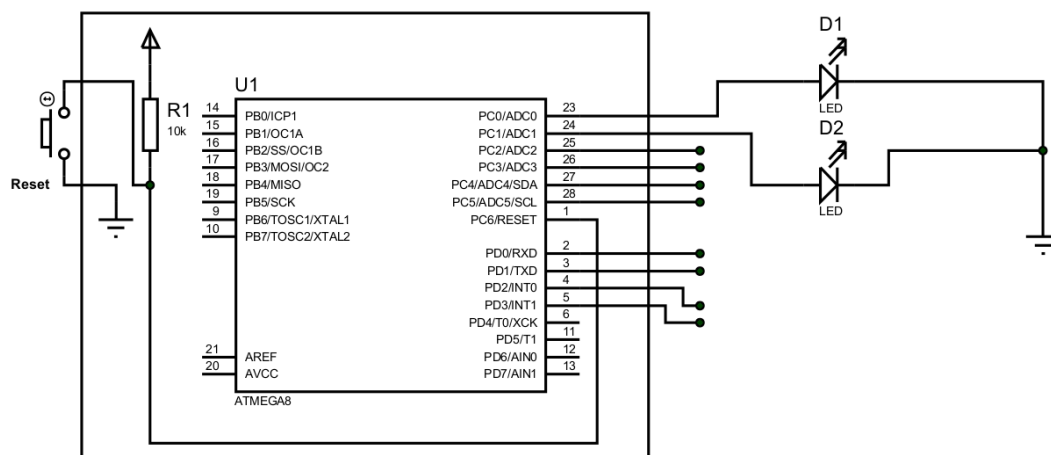 D1
LED
D2
LED
U1
R1
10k
Reset
14 PB0/ICP1
15 PB1/OC1A
16 PB2/SS/OC1B
17 PB3/MOSI/OC2
18 PB4/MISO
19 PB5/SCK
9 PB6/TOSC1/XTAL1
10 PB7/TOSC2/XTAL2
21 AREF
20 AVCC
PC0/ADC0 23
PC1/ADC1 24
PC2/ADC2 25
PC3/ADC3 26
PC4/ADC4/SDA 27
PC5/ADC5/SCL 28
PC6/RESET 1
PD0/RXD 2
PD1/TXD 3
PD2/INT0 4
PD3/INT1 5
PD4/T0/XCK 6
PD5/T1 11
PD6/AIN0 12
PD7/AIN1 13
ATMEGA8